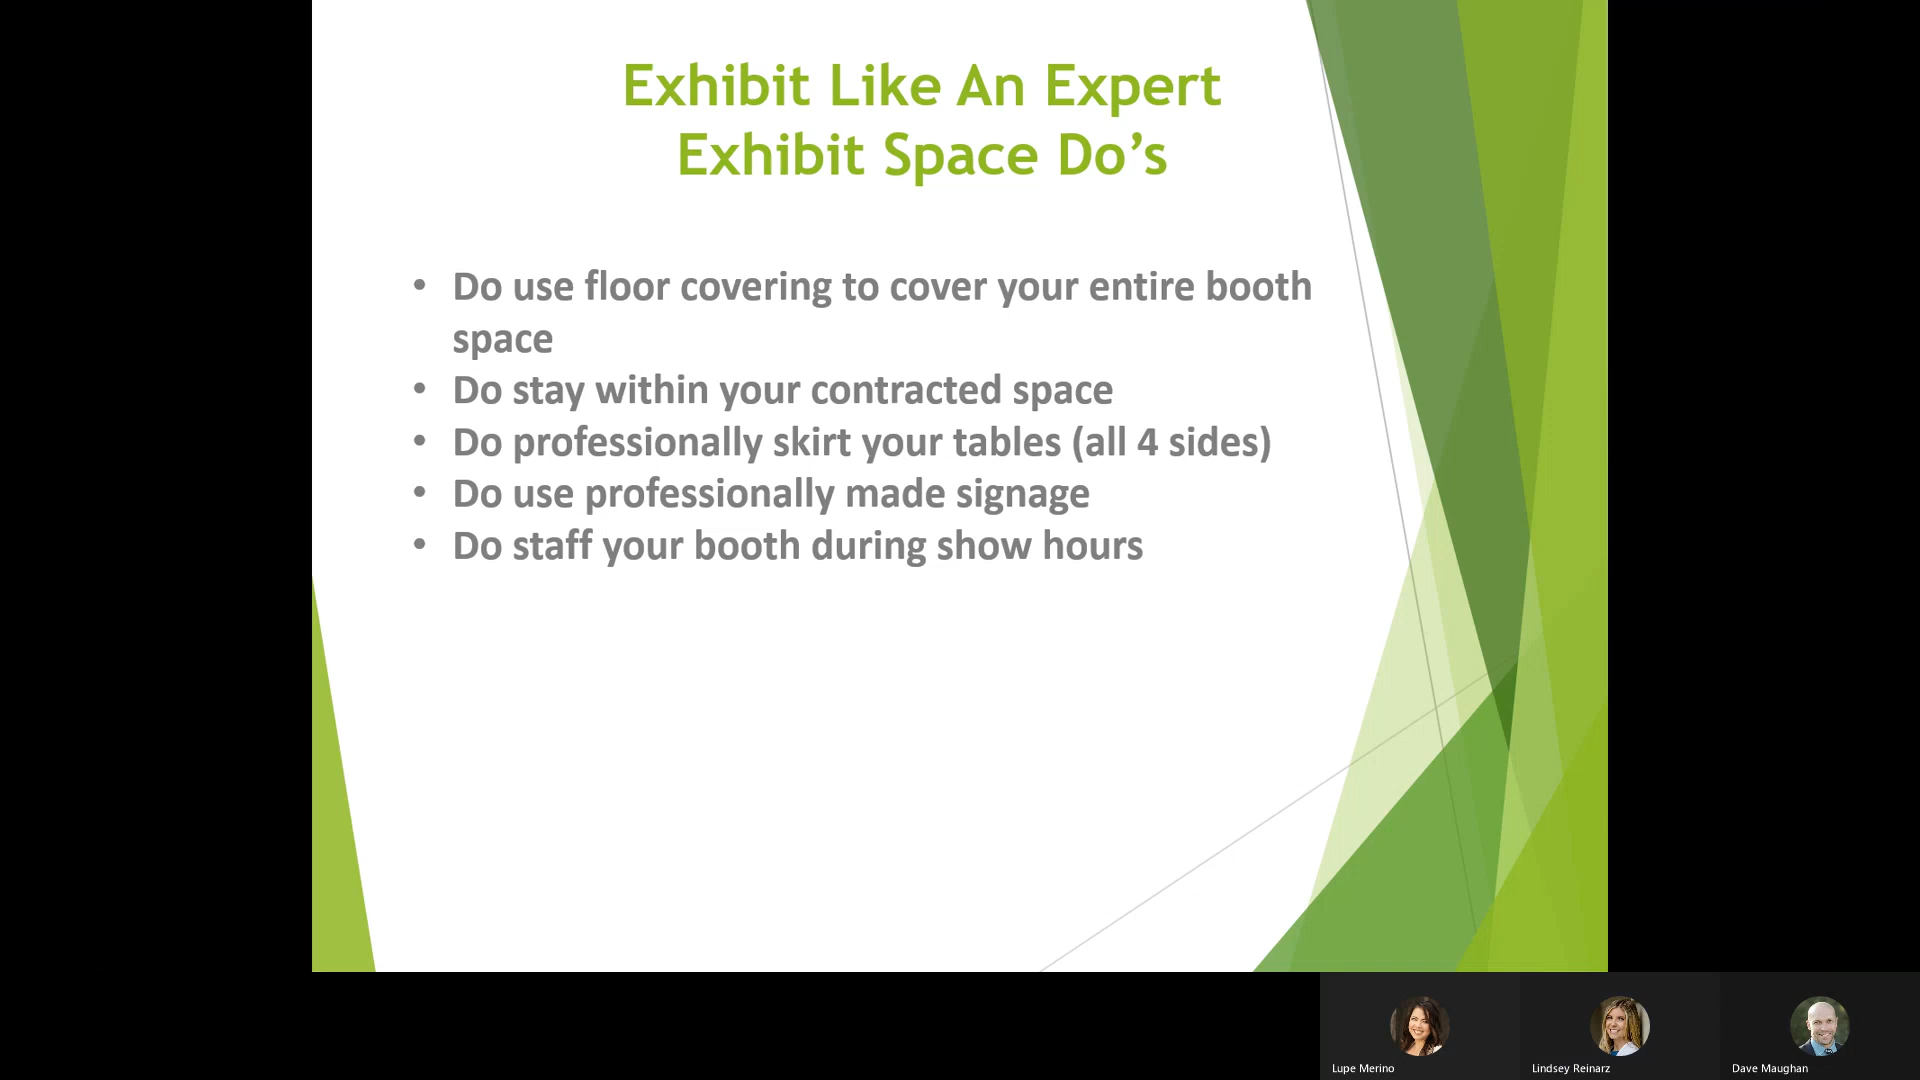 Exhibit Like An Expert
Exhibit Space Do’s
• Do use floor covering to cover your entire booth
space
• Do stay within your contracted space
• Do professionally skirt your tables (all 4 sides)
• Do use professionally made signage
• Do staff your booth during show hours
Lupe Merino
Lindsey Reinarz
Dave Maughan